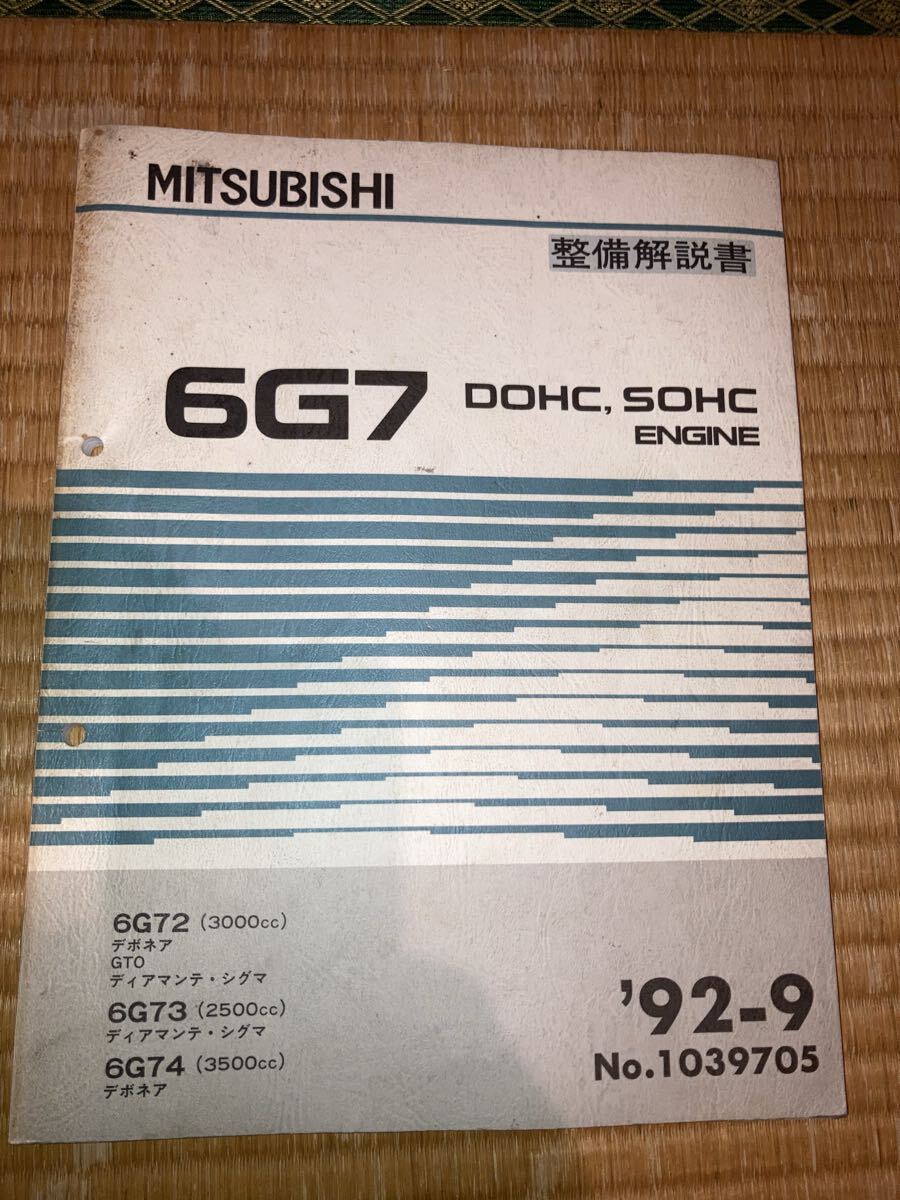 MITSUBISHI
整備解説書
6G7 DOHC, SOHC
ENGINE
6G72 (3000cc)
デボネア
GTO
ディアマンテ・シグマ
6G73 (2500cc)
ディアマンテ・シグマ
6G74 (3500cc)
デボネア
'92-9
No.1039705